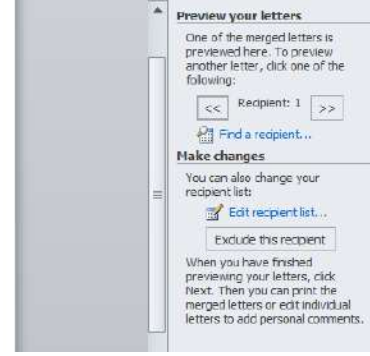 Preview your letters
One of the merged letters is
previewed here. To preview
another letter, click one of the
following:
<< Recipient: 1 >>
Find a recipient...
Make changes
You can also change your
recipient list:
Edit recipient list...
Exclude this recipient
When you have finished
previewing your letters, click
Next. Then you can print the
merged letters or edit individual
letters to add personal comments.